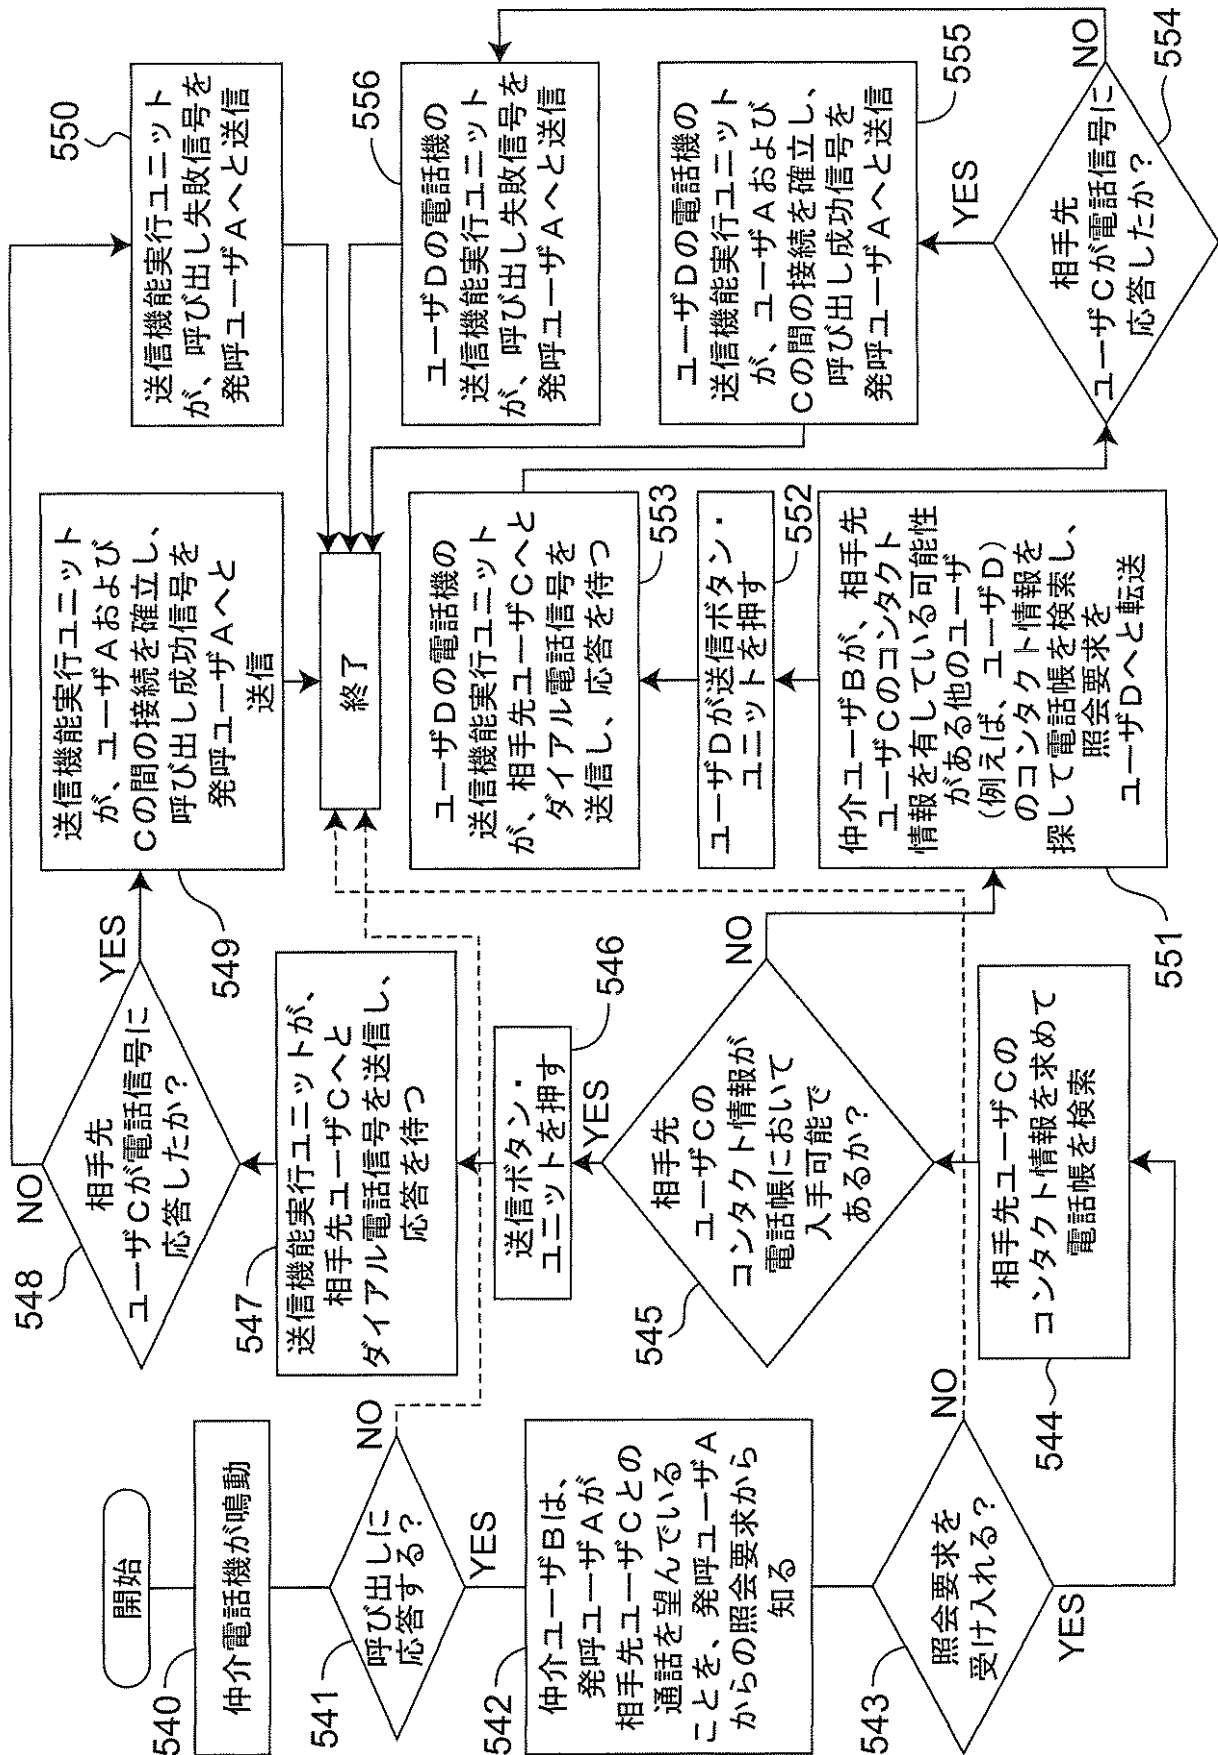 開始
540
仲介電話機が鳴動
541
呼び出しに
応答する?
NO
YES
542
仲介ユーザBは、
発呼ユーザAが
相手先ユーザCとの
通話を望んでいる
ことを、発呼ユーザA
からの照会要求から
知る
543
照会要求を
受け入れる?
NO
YES
544
相手先ユーザCの
コンタクト情報を求めて
電話帳を検索
545
相手先
ユーザCの
コンタクト情報が
電話帳において
入手可能で
あるか?
NO
YES
546
送信ボタン・
ユニットを押す
547
送信機能実行ユニットが、
相手先ユーザCへと
ダイアル電話信号を送信し、
応答を待つ
548
相手先
ユーザCが電話信号に
応答したか?
NO
YES
549
送信機能実行ユニット
が、ユーザAおよび
Cの間の接続を確立し、
呼び出し成功信号を
発呼ユーザAへと
送信
550
送信機能実行ユニット
が、呼び出し失敗信号を
発呼ユーザAへと送信
終了
551
仲介ユーザBが、相手先
ユーザCのコンタクト
情報を有している可能性
がある他のユーザ
(例えば、ユーザD)
のコンタクト情報を
探して電話帳を検索し、
照会要求を
ユーザDへと転送
552
ユーザDが送信ボタン・
ユニットを押す
553
ユーザDの電話機の
送信機能実行ユニット
が、相手先ユーザCへと
ダイアル電話信号を
送信し、応答を待つ
554
相手先
ユーザCが電話信号に
応答したか?
NO
YES
555
ユーザDの電話機の
送信機能実行ユニット
が、ユーザAおよび
Cの間の接続を確立し、
呼び出し成功信号を
発呼ユーザAへと送信
556
ユーザDの電話機の
送信機能実行ユニット
が、呼び出し失敗信号を
発呼ユーザAへと送信